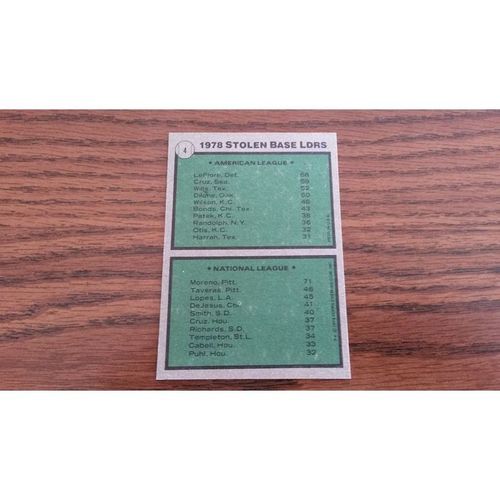 4
1978 STOLEN BASE LDRS
★ AMERICAN LEAGUE ★
LeFlore, Det. 68
Cruz, Sea. 59
Wills, Tex. 52
Dilone, Oak. 50
Wilson, K.C. 46
Bonds, Chi. Tex. 43
Patek, K.C. 38
Randolph, N.Y. 36
Otis, K.C. 32
Harrah, Tex. 31
★ NATIONAL LEAGUE ★
Moreno, Pitt. 71
Taveras, Pitt. 46
Lopes, L.A. 45
DeJesus, Chi. 41
Smith, S.D. 40
Cruz, Hou. 37
Richards, S.D. 37
Templeton, St.L. 34
Cabell, Hou. 33
Puhl, Hou. 32